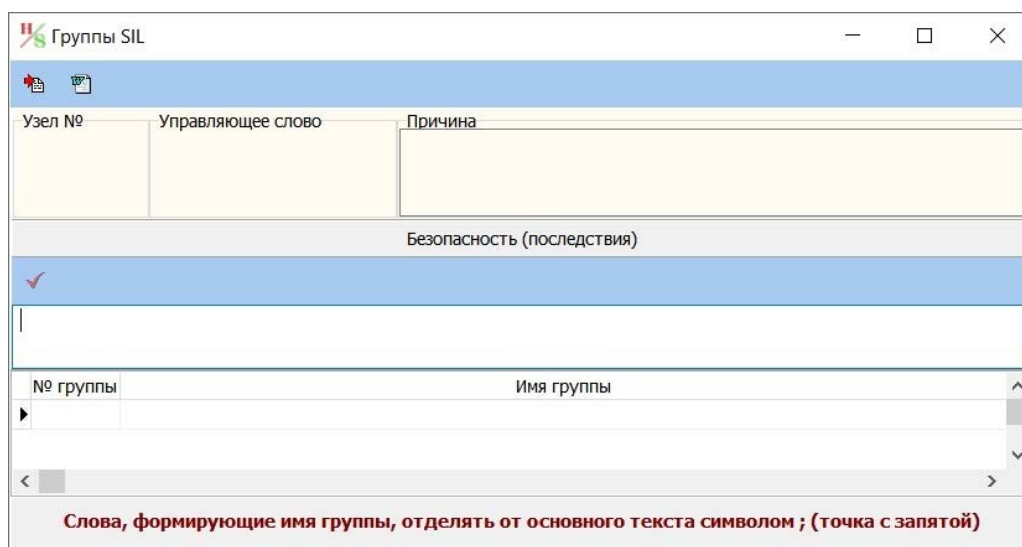 H/S Группы SIL
Узел № Управляющее слово Причина
Безопасность (последствия)
№ группы Имя группы
Слова, формирующие имя группы, отделять от основного текста символом ; (точка с запятой)